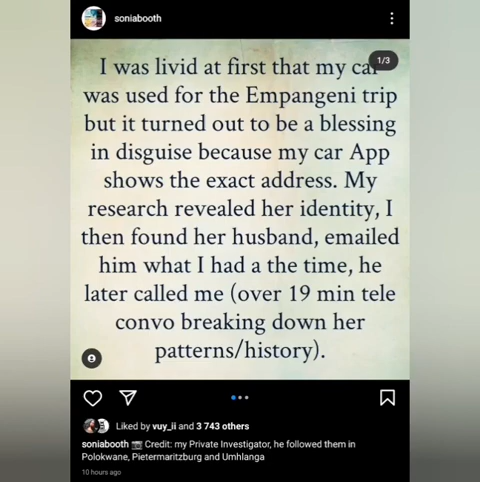 soniabooth
1/3
I was livid at first that my car
was used for the Empangeni trip
but it turned out to be a blessing
in disguise because my car App
shows the exact address. My
research revealed her identity, I
then found her husband, emailed
him what I had a the time, he
later called me (over 19 min tele
convo breaking down her
patterns/history).
Liked by vuy_ii and 3 743 others
soniabooth 📷 Credit: my Private Investigator, he followed them in
Polokwane, Pietermaritzburg and Umhlanga
10 hours ago